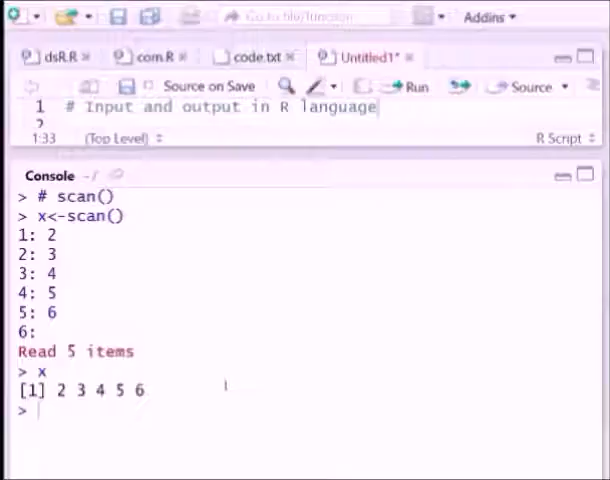 Go to file/function
Addins
dsR.R
com.R
code.txt
Untitled1*
Source on Save
Run
Source
1 # Input and output in R language
2
1:33 (Top Level) R Script
Console ~/
> # scan()
> x<-scan()
1: 2
2: 3
3: 4
4: 5
5: 6
6:
Read 5 items
> x
[1] 2 3 4 5 6
>